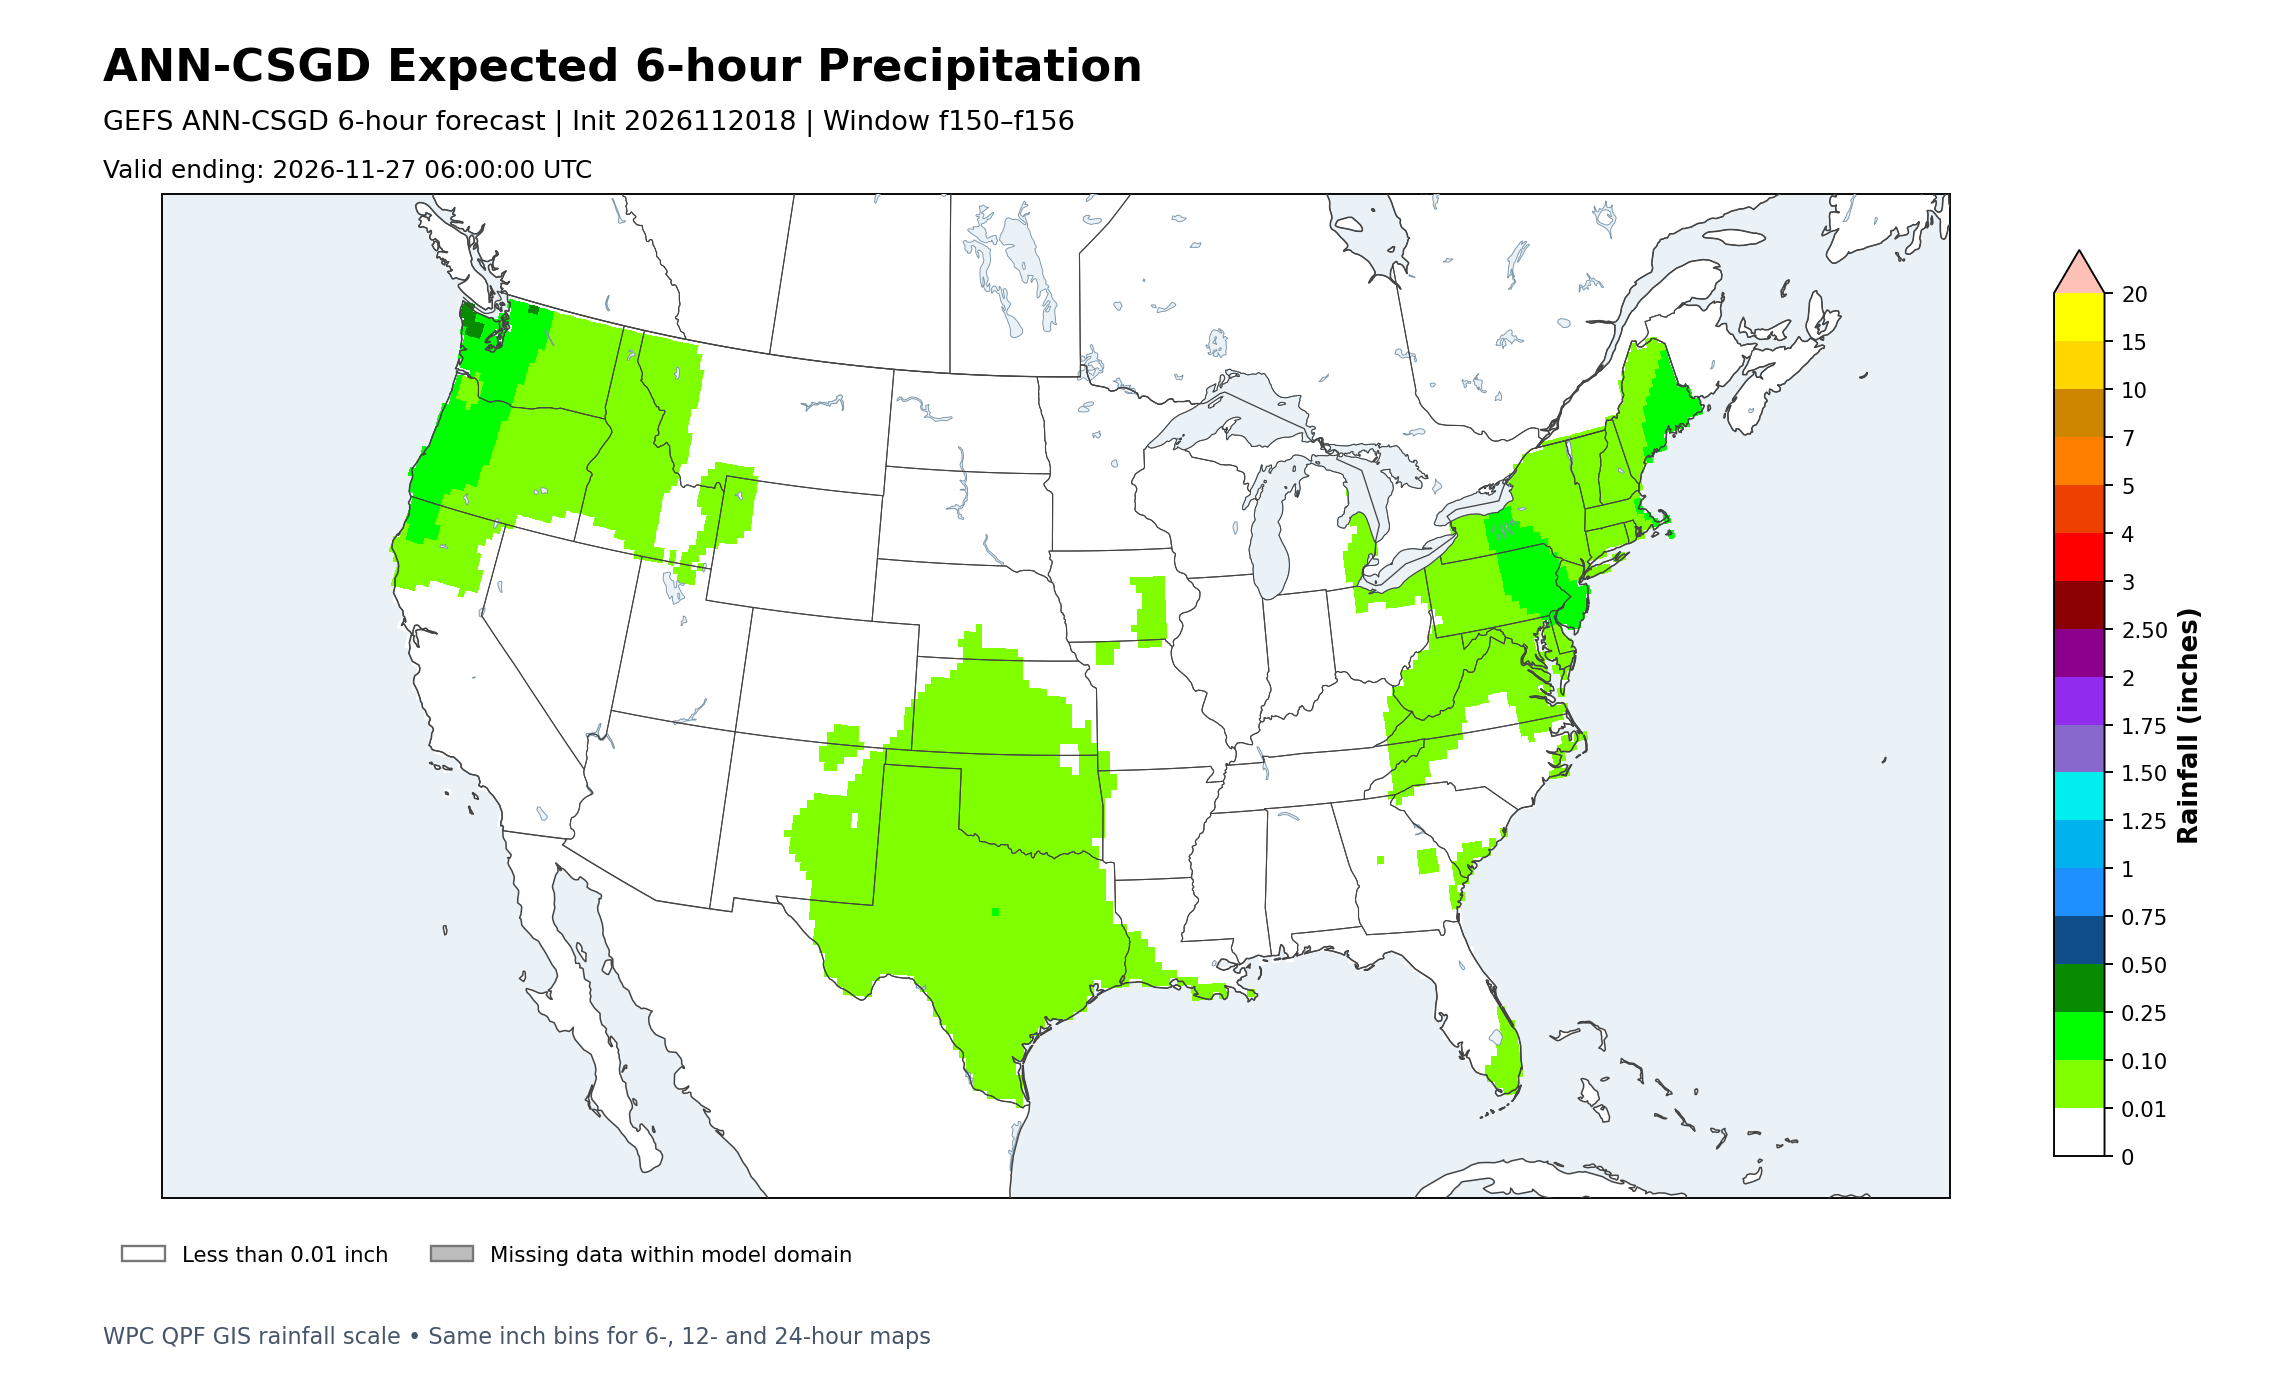 ANN-CSGD Expected 6-hour Precipitation
GEFS ANN-CSGD 6-hour forecast | Init 2026112018 | Window f150–f156
Valid ending: 2026-11-27 06:00:00 UTC
20
15
10
7
5
4
3
2.50
2
1.75
1.50
1.25
1
0.75
0.50
0.25
0.10
0.01
0
Rainfall (inches)
Less than 0.01 inch
Missing data within model domain
WPC QPF GIS rainfall scale • Same inch bins for 6-, 12- and 24-hour maps